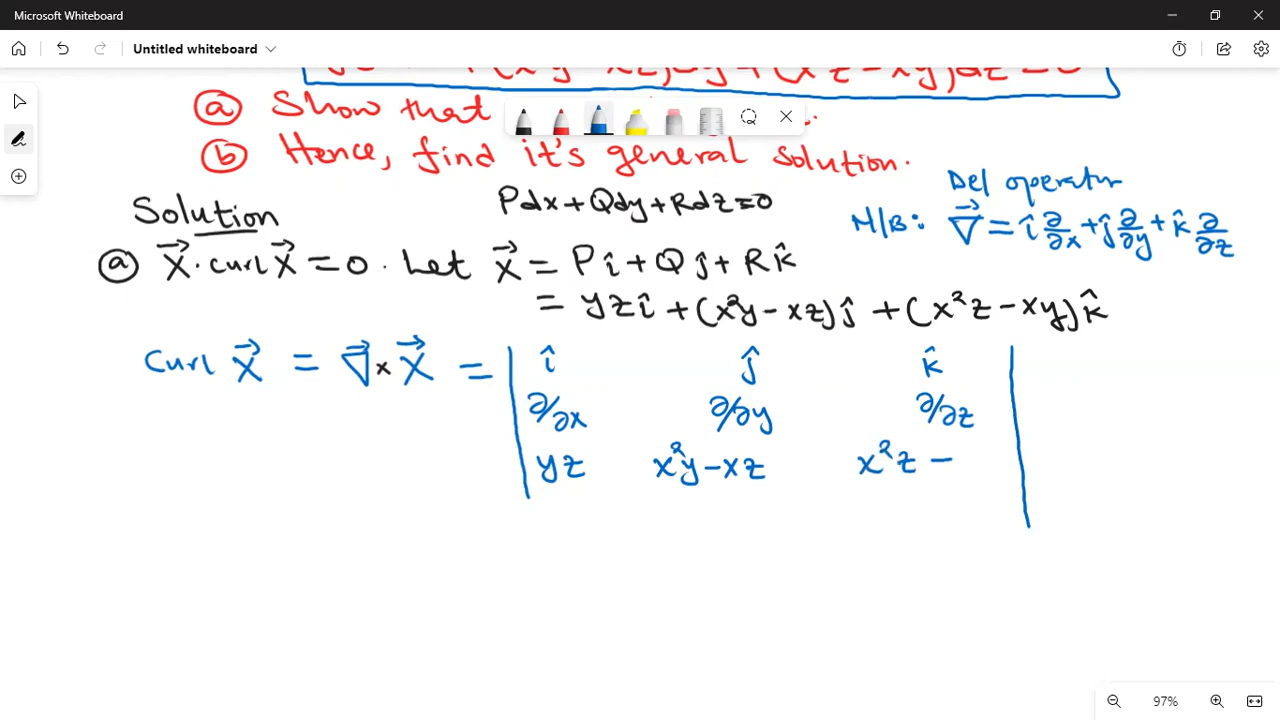 Microsoft Whiteboard
Untitled whiteboard
ⓐ Show that
ⓑ Hence, find it's general solution.
Solution
Pdx+Qdy+Rdz=0
Del operator
N/B: ∇⃗ = î ∂/∂x + ĵ ∂/∂y + k̂ ∂/∂z
ⓐ X⃗ · curl X⃗ = 0 . Let X⃗ = P î + Q ĵ + R k̂
= yz î + (x²y - xz) ĵ + (x²z - xy) k̂
Curl X⃗ = ∇⃗ × X⃗ = | î ĵ k̂ |
∂/∂x ∂/∂y ∂/∂z
yz x²y-xz x²z -
97%